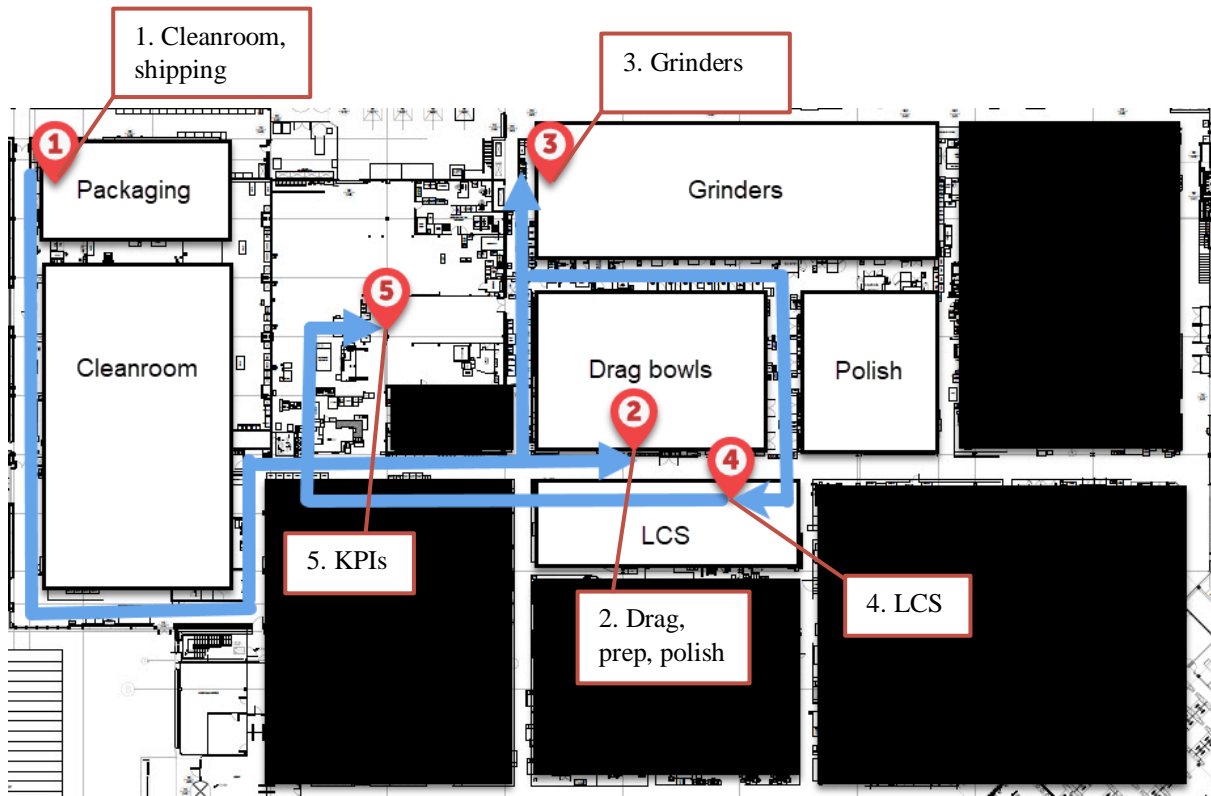 1. Cleanroom,
shipping
3. Grinders
1
3
Packaging
Grinders
5
Cleanroom
Drag bowls
Polish
2
4
LCS
5. KPIs
4. LCS
2. Drag,
prep, polish